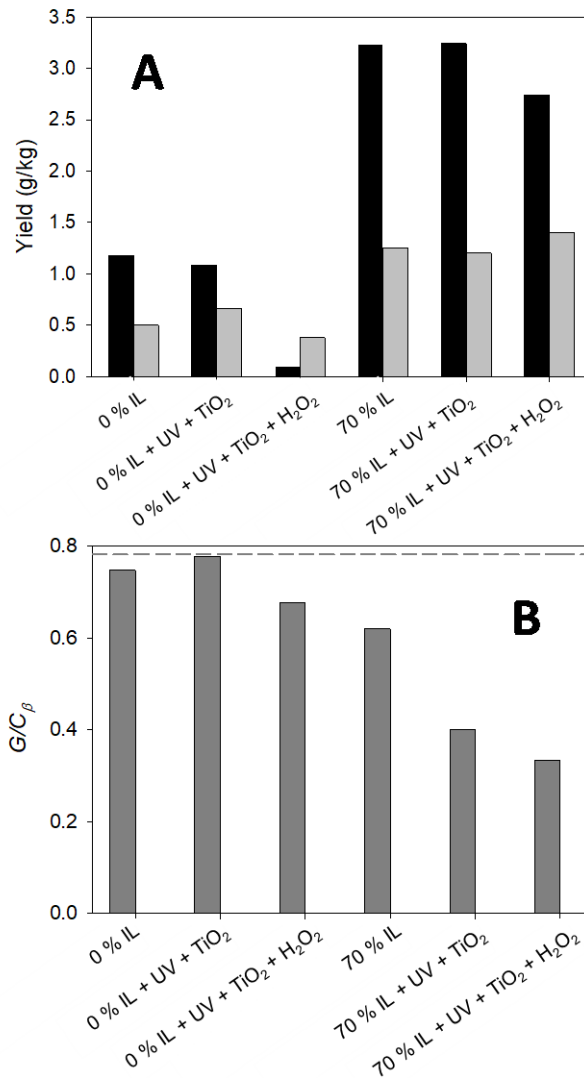 3.5
A
3.0
2.5
2.0
1.5
1.0
0.5
0.0
Yield (g/kg)
0 % IL
0 % IL + UV + TiO₂
0 % IL + UV + TiO₂ + H₂O₂
70 % IL
70 % IL + UV + TiO₂
70 % IL + UV + TiO₂ + H₂O₂
0.8
B
0.6
0.4
0.2
0.0
G/Cᵦ
0 % IL
0 % IL + UV + TiO₂
0 % IL + UV + TiO₂ + H₂O₂
70 % IL
70 % IL + UV + TiO₂
70 % IL + UV + TiO₂ + H₂O₂